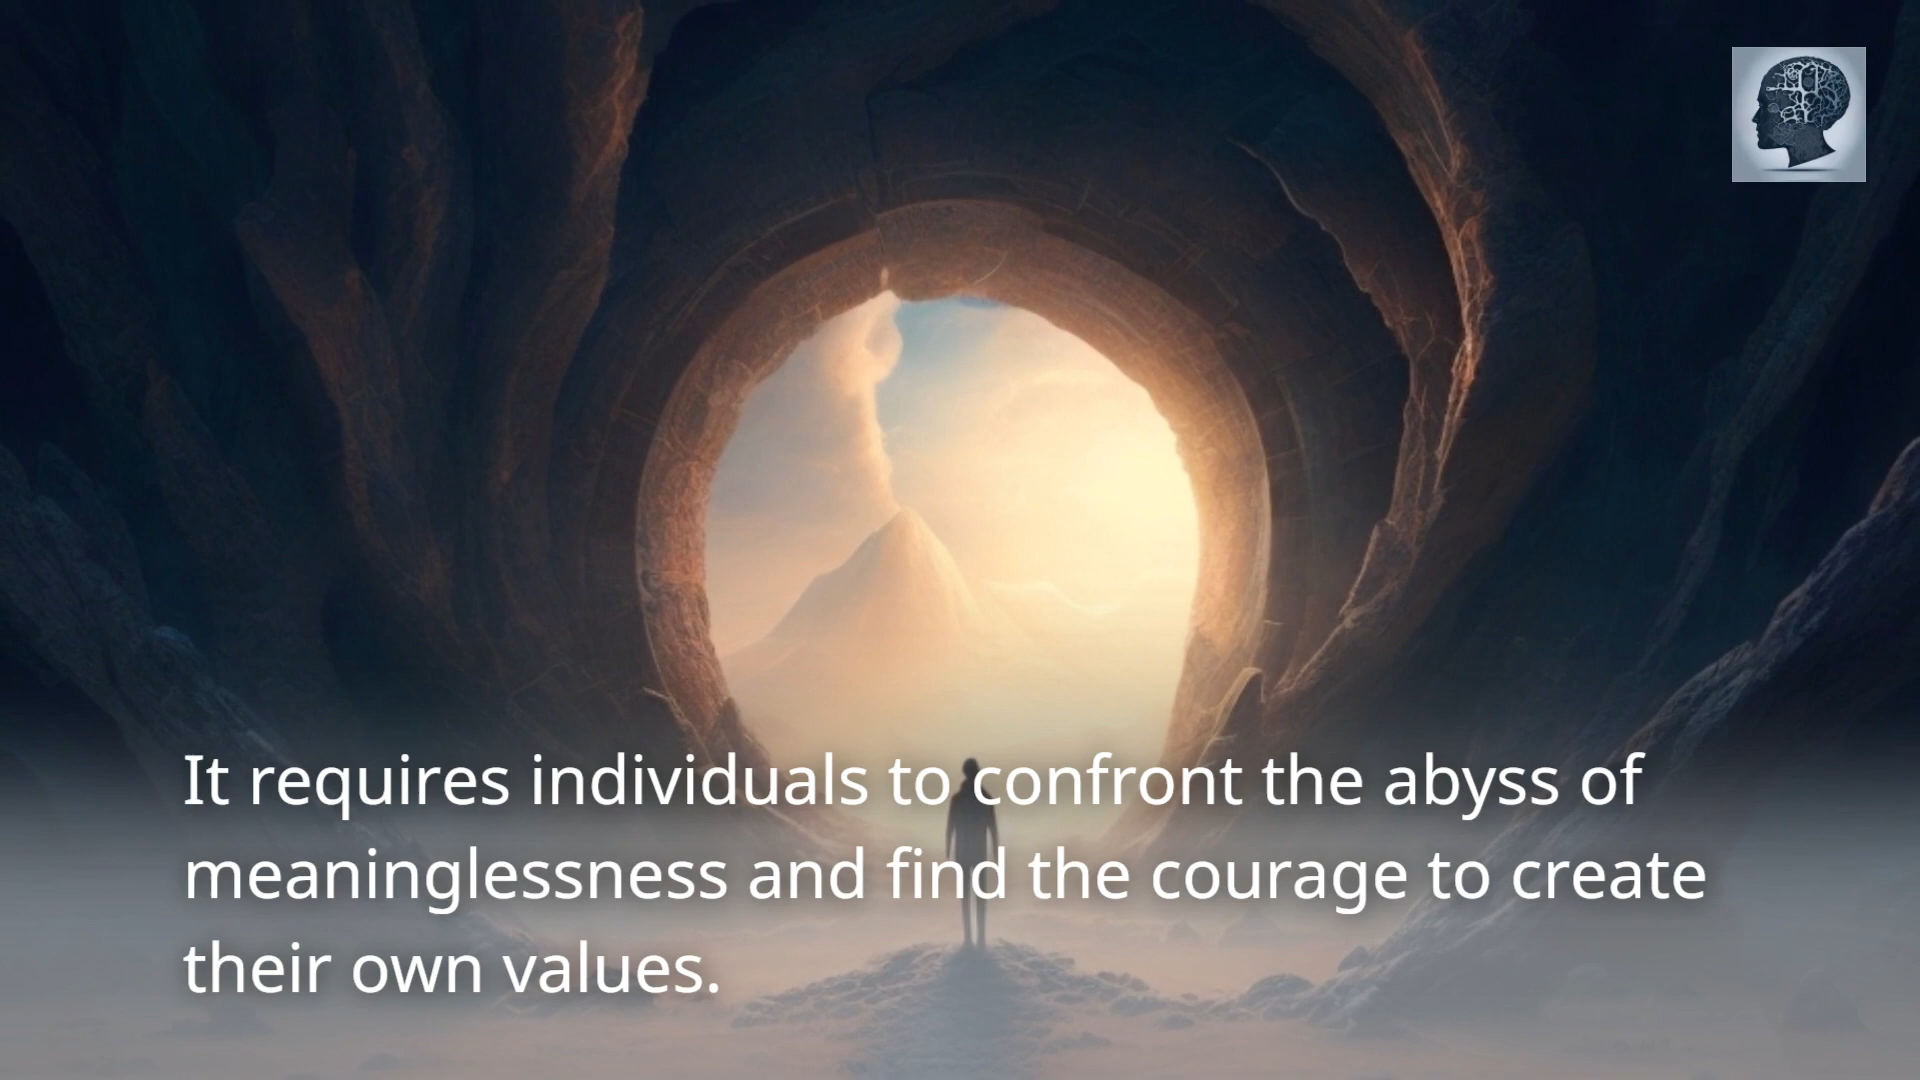 It requires individuals to confront the abyss of
meaninglessness and find the courage to create
their own values.